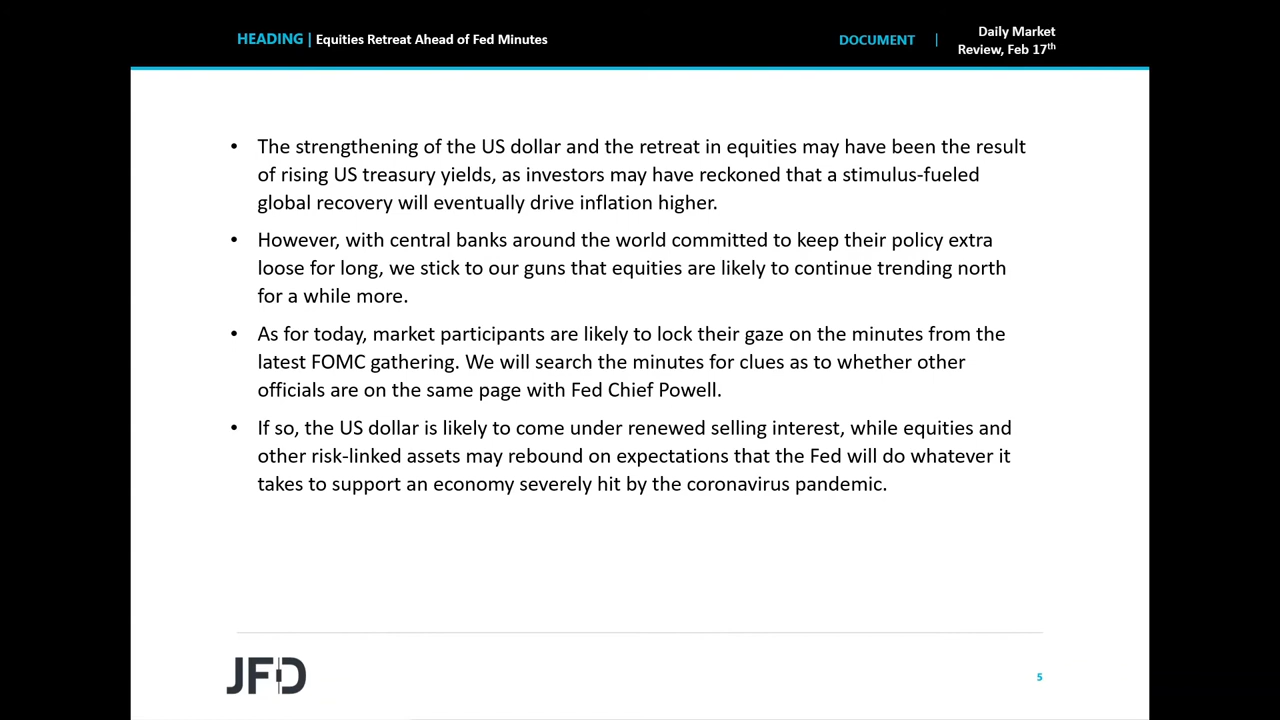 HEADING | Equities Retreat Ahead of Fed Minutes
DOCUMENT |
Daily Market
Review, Feb 17th
• The strengthening of the US dollar and the retreat in equities may have been the result
of rising US treasury yields, as investors may have reckoned that a stimulus-fueled
global recovery will eventually drive inflation higher.
• However, with central banks around the world committed to keep their policy extra
loose for long, we stick to our guns that equities are likely to continue trending north
for a while more.
• As for today, market participants are likely to lock their gaze on the minutes from the
latest FOMC gathering. We will search the minutes for clues as to whether other
officials are on the same page with Fed Chief Powell.
• If so, the US dollar is likely to come under renewed selling interest, while equities and
other risk-linked assets may rebound on expectations that the Fed will do whatever it
takes to support an economy severely hit by the coronavirus pandemic.
JFD
5